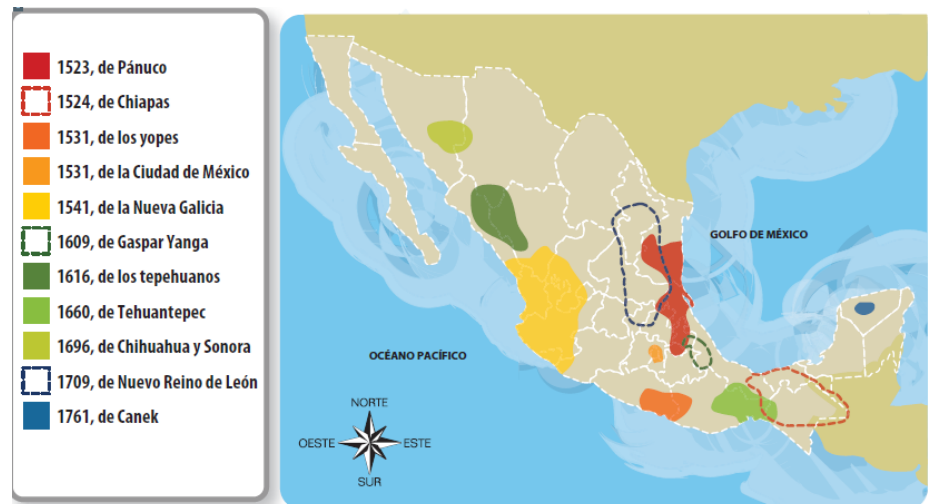 1523, de Pánuco
1524, de Chiapas
1531, de los yopes
1531, de la Ciudad de México
1541, de la Nueva Galicia
1609, de Gaspar Yanga
1616, de los tepehuanos
1660, de Tehuantepec
1696, de Chihuahua y Sonora
1709, de Nuevo Reino de León
1761, de Canek
GOLFO DE MÉXICO
OCÉANO PACÍFICO
NORTE
OESTE
ESTE
SUR